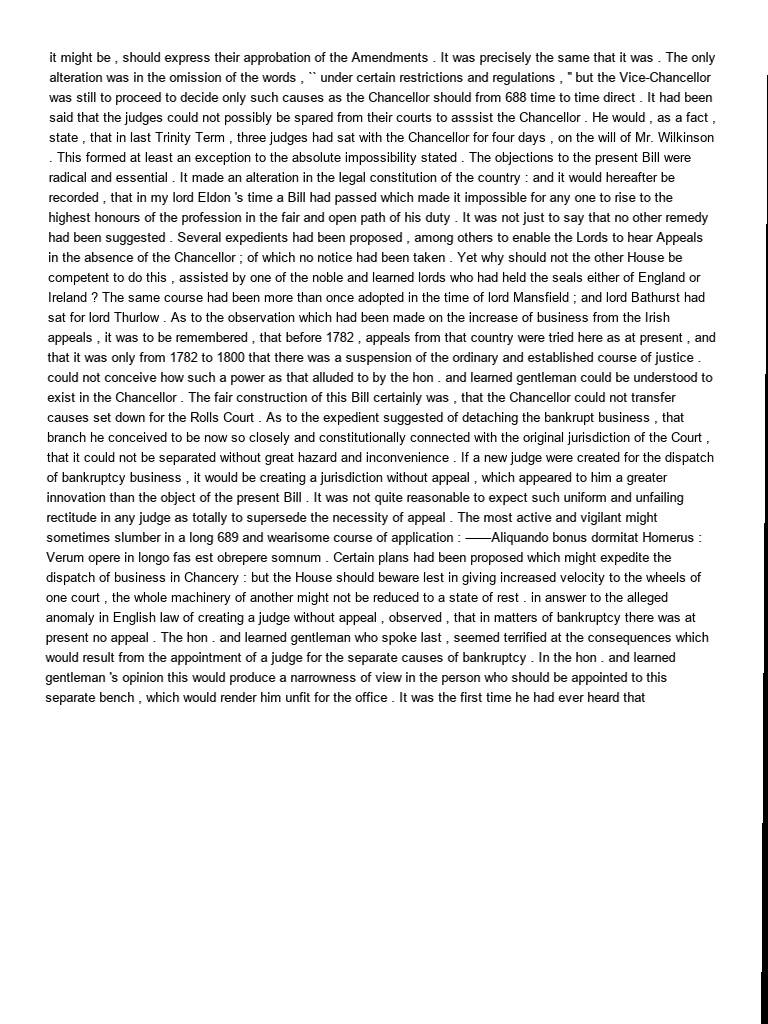 it might be , should express their approbation of the Amendments . It was precisely the same that it was . The only
alteration was in the omission of the words , `` under certain restrictions and regulations , " but the Vice-Chancellor
was still to proceed to decide only such causes as the Chancellor should from 688 time to time direct . It had been
said that the judges could not possibly be spared from their courts to asssist the Chancellor . He would , as a fact ,
state , that in last Trinity Term , three judges had sat with the Chancellor for four days , on the will of Mr. Wilkinson
. This formed at least an exception to the absolute impossibility stated . The objections to the present Bill were
radical and essential . It made an alteration in the legal constitution of the country : and it would hereafter be
recorded , that in my lord Eldon 's time a Bill had passed which made it impossible for any one to rise to the
highest honours of the profession in the fair and open path of his duty . It was not just to say that no other remedy
had been suggested . Several expedients had been proposed , among others to enable the Lords to hear Appeals
in the absence of the Chancellor ; of which no notice had been taken . Yet why should not the other House be
competent to do this , assisted by one of the noble and learned lords who had held the seals either of England or
Ireland ? The same course had been more than once adopted in the time of lord Mansfield ; and lord Bathurst had
sat for lord Thurlow . As to the observation which had been made on the increase of business from the Irish
appeals , it was to be remembered , that before 1782 , appeals from that country were tried here as at present , and
that it was only from 1782 to 1800 that there was a suspension of the ordinary and established course of justice .
could not conceive how such a power as that alluded to by the hon . and learned gentleman could be understood to
exist in the Chancellor . The fair construction of this Bill certainly was , that the Chancellor could not transfer
causes set down for the Rolls Court . As to the expedient suggested of detaching the bankrupt business , that
branch he conceived to be now so closely and constitutionally connected with the original jurisdiction of the Court ,
that it could not be separated without great hazard and inconvenience . If a new judge were created for the dispatch
of bankruptcy business , it would be creating a jurisdiction without appeal , which appeared to him a greater
innovation than the object of the present Bill . It was not quite reasonable to expect such uniform and unfailing
rectitude in any judge as totally to supersede the necessity of appeal . The most active and vigilant might
sometimes slumber in a long 689 and wearisome course of application : ——Aliquando bonus dormitat Homerus :
Verum opere in longo fas est obrepere somnum . Certain plans had been proposed which might expedite the
dispatch of business in Chancery : but the House should beware lest in giving increased velocity to the wheels of
one court , the whole machinery of another might not be reduced to a state of rest . in answer to the alleged
anomaly in English law of creating a judge without appeal , observed , that in matters of bankruptcy there was at
present no appeal . The hon . and learned gentleman who spoke last , seemed terrified at the consequences which
would result from the appointment of a judge for the separate causes of bankruptcy . In the hon . and learned
gentleman 's opinion this would produce a narrowness of view in the person who should be appointed to this
separate bench , which would render him unfit for the office . It was the first time he had ever heard that